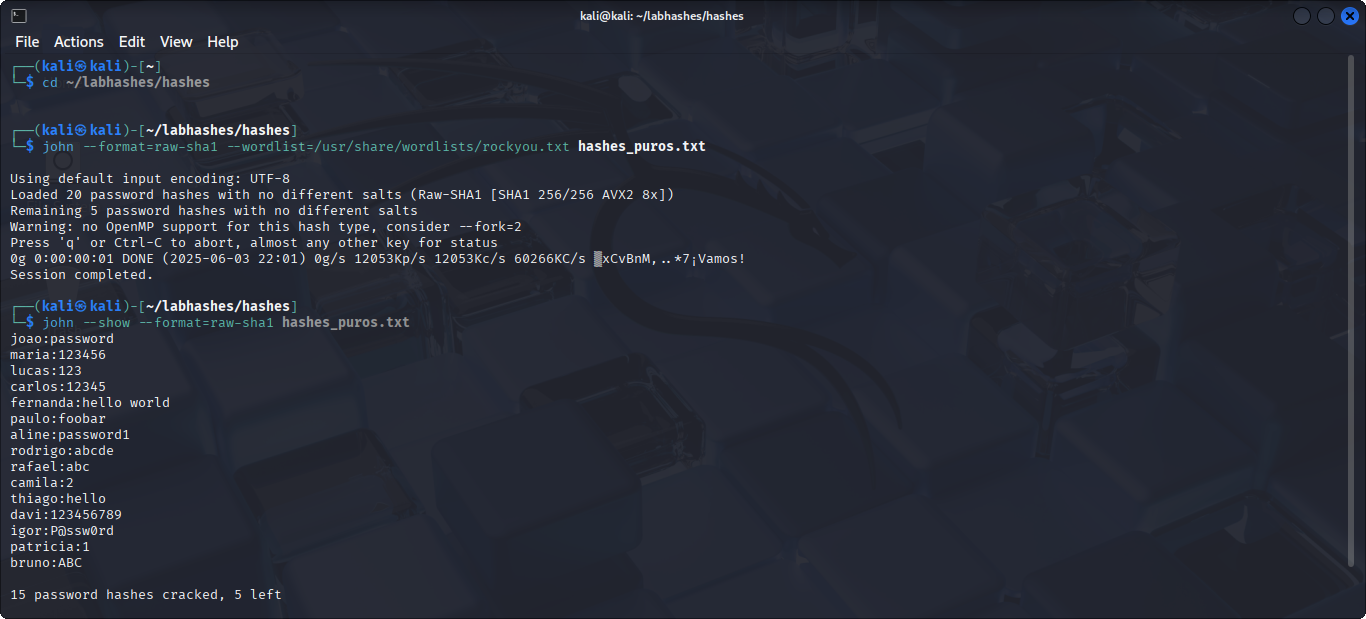 kali@kali: ~/labhashes/hashes
File Actions Edit View Help
┌──(kali㉿kali)-[~]
└─$ cd ~/labhashes/hashes
┌──(kali㉿kali)-[~/labhashes/hashes]
└─$ john --format=raw-sha1 --wordlist=/usr/share/wordlists/rockyou.txt hashes_puros.txt
Using default input encoding: UTF-8
Loaded 20 password hashes with no different salts (Raw-SHA1 [SHA1 256/256 AVX2 8x])
Remaining 5 password hashes with no different salts
Warning: no OpenMP support for this hash type, consider --fork=2
Press 'q' or Ctrl-C to abort, almost any other key for status
0g 0:00:00:01 DONE (2025-06-03 22:01) 0g/s 12053Kp/s 12053Kc/s 60266KC/s ▒xCvBnM,..*7¡Vamos!
Session completed.
┌──(kali㉿kali)-[~/labhashes/hashes]
└─$ john --show --format=raw-sha1 hashes_puros.txt
joao:password
maria:123456
lucas:123
carlos:12345
fernanda:hello world
paulo:foobar
aline:password1
rodrigo:abcde
rafael:abc
camila:2
thiago:hello
davi:123456789
igor:P@ssw0rd
patricia:1
bruno:ABC
15 password hashes cracked, 5 left